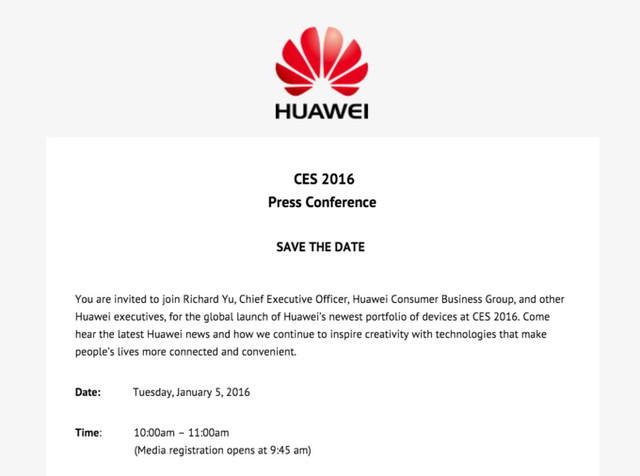 HUAWEI
CES 2016
Press Conference
SAVE THE DATE
You are invited to join Richard Yu, Chief Executive Officer, Huawei Consumer Business Group, and other
Huawei executives, for the global launch of Huawei's newest portfolio of devices at CES 2016. Come
hear the latest Huawei news and how we continue to inspire creativity with technologies that make
people's lives more connected and convenient.
Date: Tuesday, January 5, 2016
Time: 10:00am – 11:00am
(Media registration opens at 9:45 am)